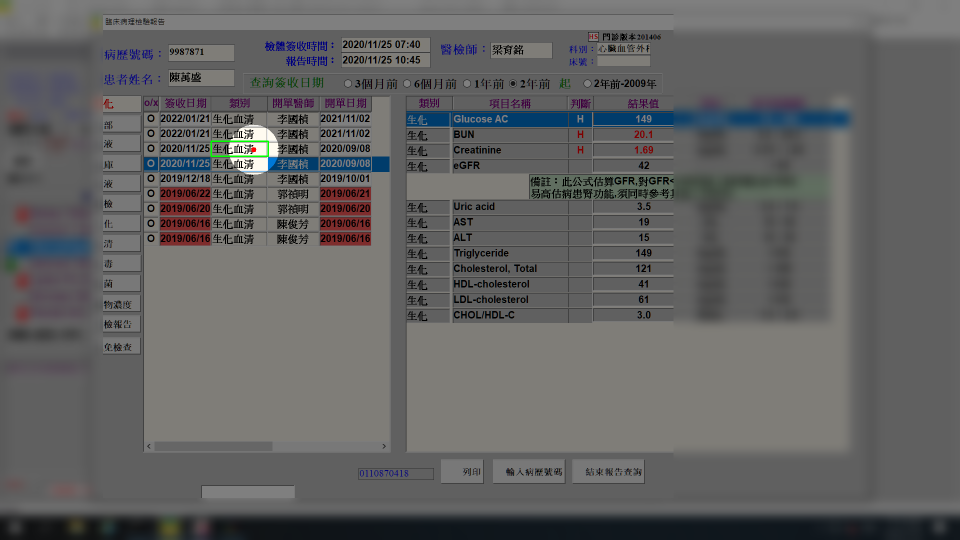 臨床病理檢驗報告
HS 門診版本201406
病歷號碼： 9987871 檢體簽收時間： 2020/11/25 07:40 醫檢師： 梁育銘 科別： 心臟血管外科
報告時間： 2020/11/25 10:45 床號：
患者姓名： 陳萬盛
查詢簽收日期 3個月前 6個月前 1年前 2年前 起 2年前-2009年
化
部
液
庫
液
檢
化
清
毒
菌
物濃度
檢報告
免檢查
o/x 簽收日期 類別 開單醫師 開單日期
O 2022/01/21 生化血清 李國楨 2021/11/02
O 2022/01/21 生化血清 李國楨 2021/11/02
O 2020/11/25 生化血清 李國楨 2020/09/08
O 2020/11/25 生化血清 李國楨 2020/09/08
O 2019/12/18 生化血清 李國楨 2019/10/01
O 2019/06/22 生化血清 郭禎明 2019/06/21
O 2019/06/20 生化血清 郭禎明 2019/06/20
O 2019/06/16 生化血清 陳俊芳 2019/06/16
O 2019/06/16 生化血清 陳俊芳 2019/06/16
類別 項目名稱 判斷 結果值
生化 Glucose AC H 149
生化 BUN H 20.1
生化 Creatinine H 1.69
生化 eGFR 42
備註：此公式估算GFR,對GFR<
易高估病患腎功能,須同時參考
生化 Uric acid 3.5
生化 AST 19
生化 ALT 15
生化 Triglyceride 149
生化 Cholesterol, Total 121
生化 HDL-cholesterol 41
生化 LDL-cholesterol 61
生化 CHOL/HDL-C 3.0
0110870418 列印 輸入病歷號碼 結束報告查詢